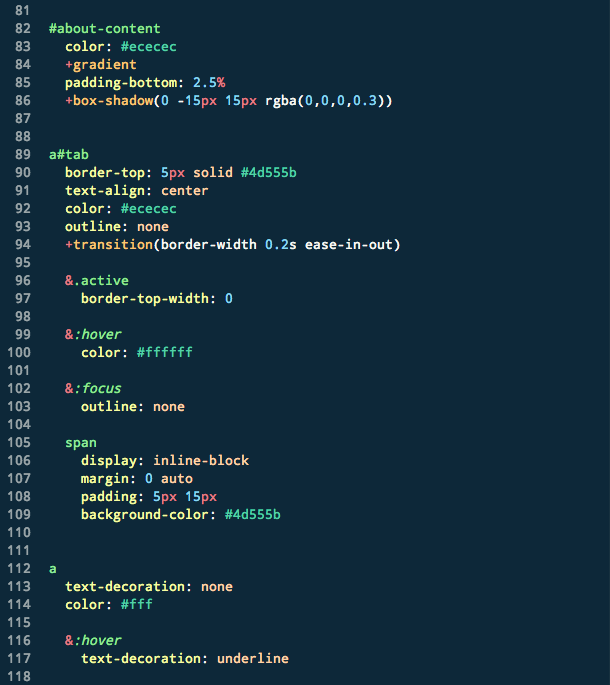 81
82 #about-content
83   color: #ececec
84   +gradient
85   padding-bottom: 2.5%
86   +box-shadow(0 -15px 15px rgba(0,0,0,0.3))
87
88
89 a#tab
90   border-top: 5px solid #4d555b
91   text-align: center
92   color: #ececec
93   outline: none
94   +transition(border-width 0.2s ease-in-out)
95
96   &.active
97     border-top-width: 0
98
99   &:hover
100     color: #ffffff
101
102   &:focus
103     outline: none
104
105   span
106     display: inline-block
107     margin: 0 auto
108     padding: 5px 15px
109     background-color: #4d555b
110
111
112 a
113   text-decoration: none
114   color: #fff
115
116   &:hover
117     text-decoration: underline
118